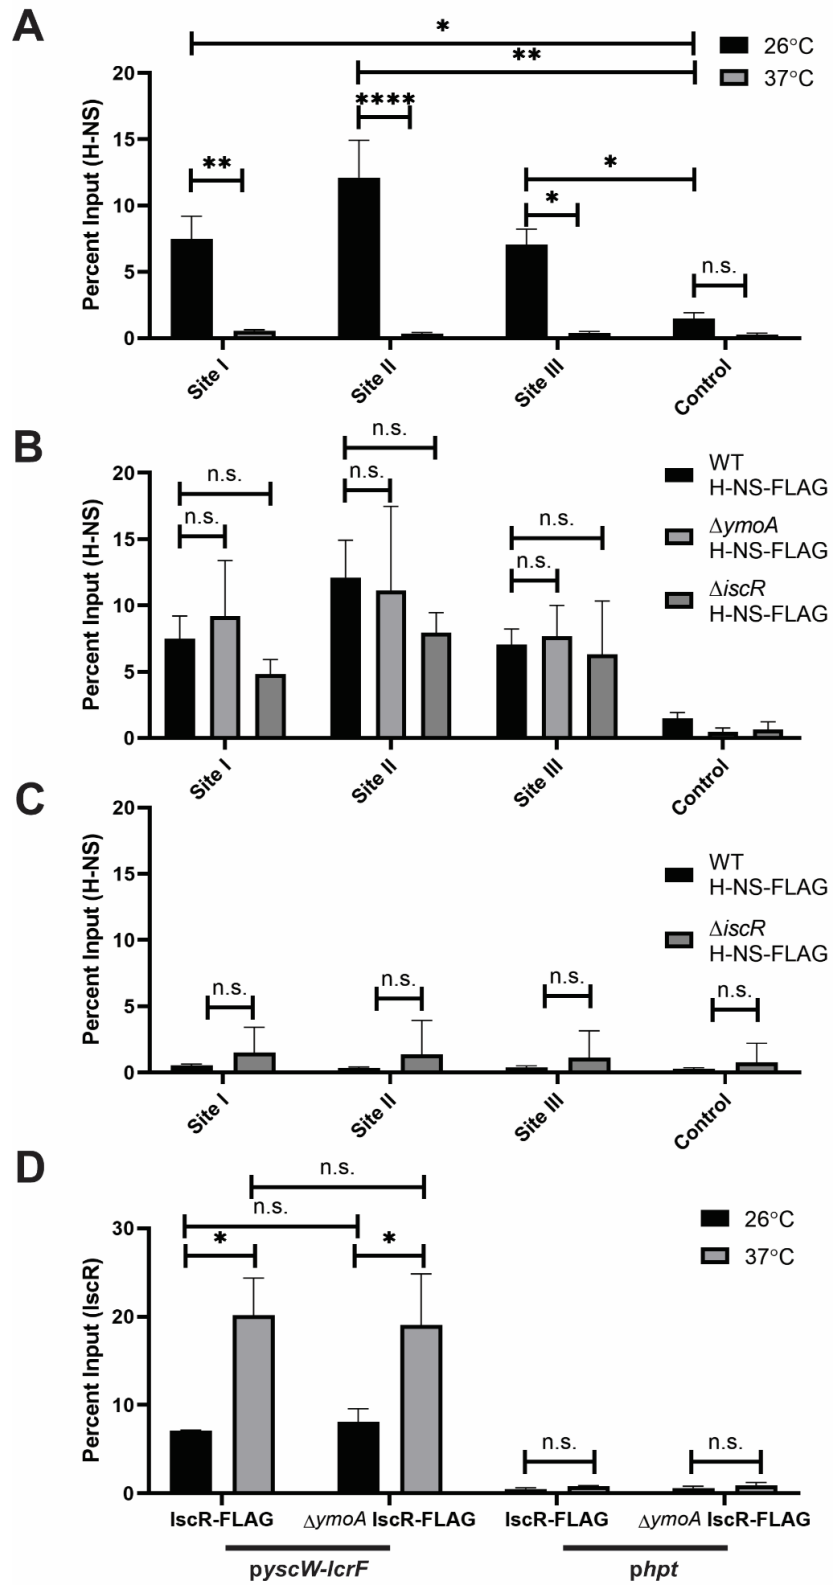 A
*
26°C
**
37°C
20
****
15
**
*
*
10
n.s.
5
0
Percent Input (H-NS)
Site I
Site II
Site III
Control
B
n.s.
WT
H-NS-FLAG
20
n.s.
n.s.
n.s.
n.s.
n.s.
ΔymoA
H-NS-FLAG
15
ΔiscR
H-NS-FLAG
10
5
0
Percent Input (H-NS)
Site I
Site II
Site III
Control
C
20
WT
H-NS-FLAG
15
ΔiscR
H-NS-FLAG
10
n.s.
n.s.
n.s.
n.s.
5
0
Percent Input (H-NS)
Site I
Site II
Site III
Control
D
n.s.
n.s.
26°C
30
*
*
37°C
20
10
n.s.
n.s.
0
Percent Input (IscR)
IscR-FLAG
ΔymoA IscR-FLAG
IscR-FLAG
ΔymoA IscR-FLAG
pyscW-lcrF
phpt